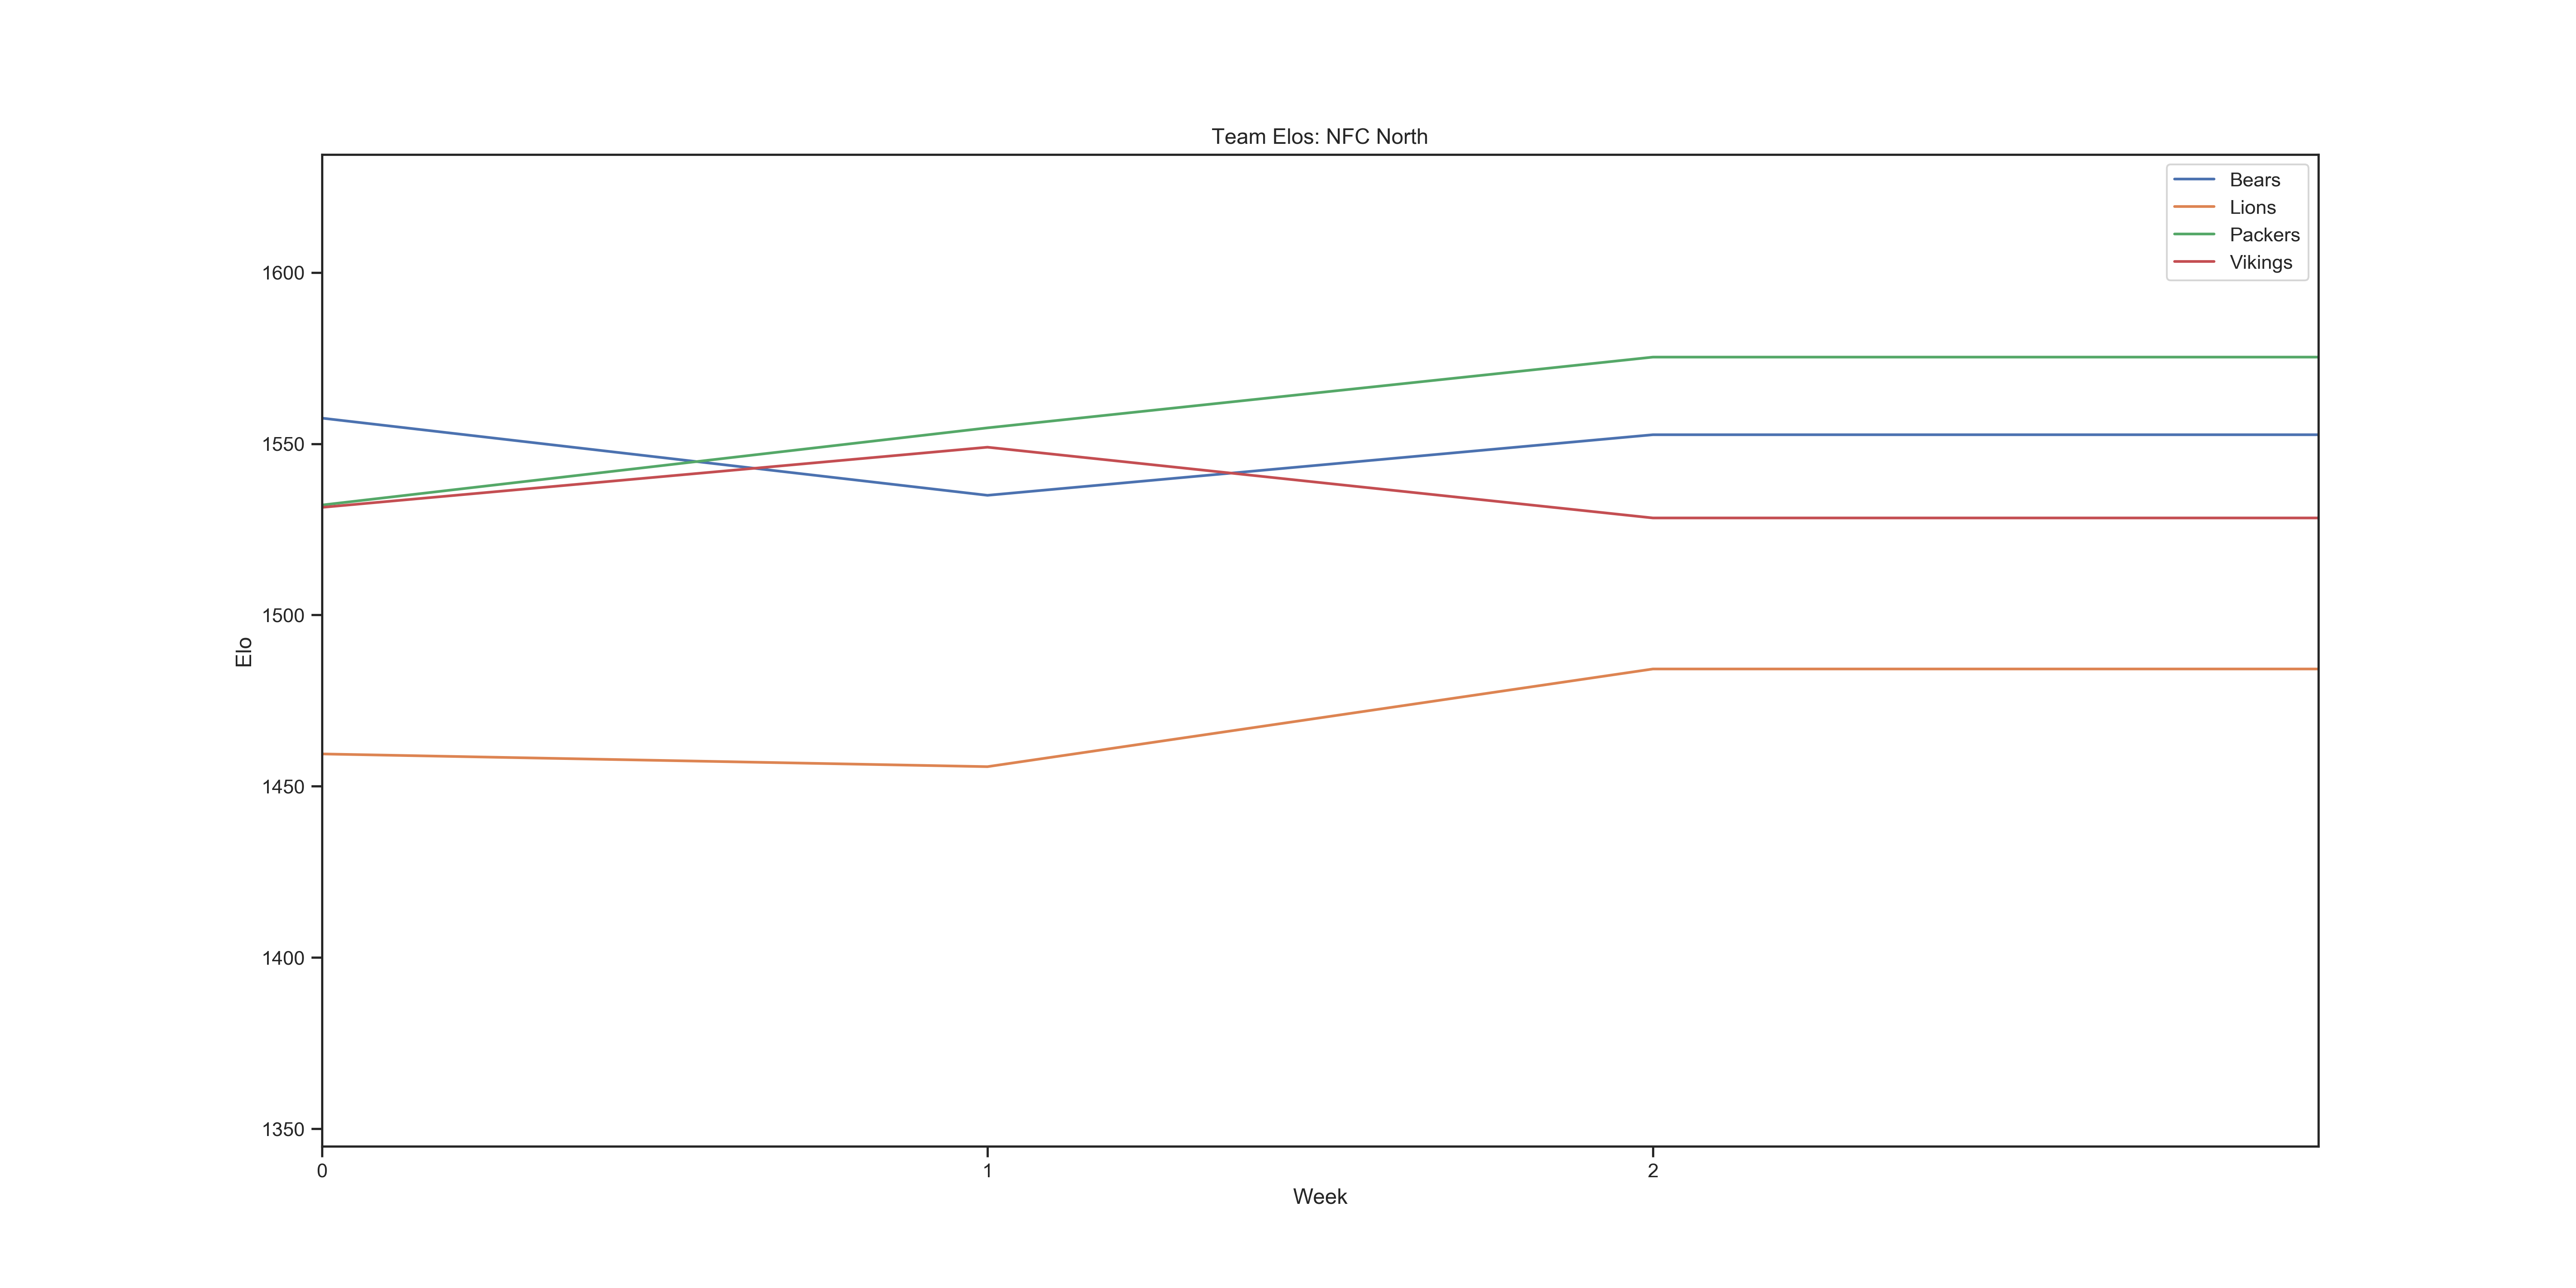 Team Elos: NFC North
Bears
Lions
Packers
Vikings
1600
1550
1500
1450
1400
1350
Elo
0
1
2
Week